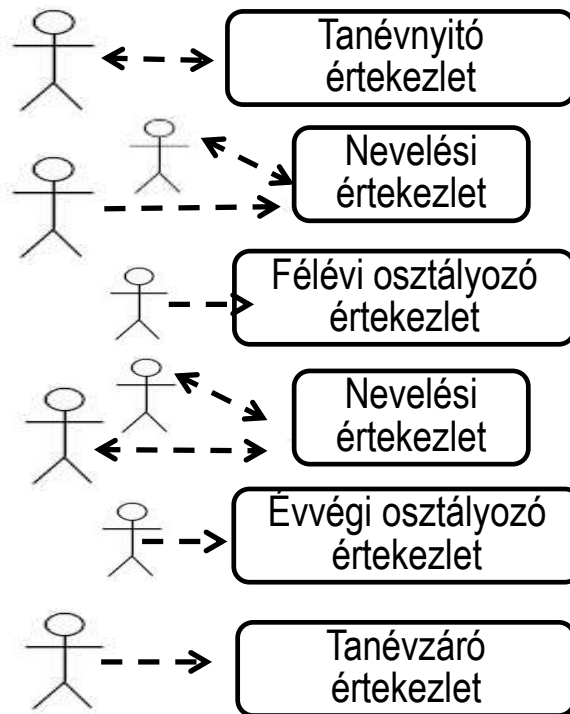 Tanévnyitó
értekezlet
Nevelési
értekezlet
Félévi osztályozó
értekezlet
Nevelési
értekezlet
Évvégi osztályozó
értekezlet
Tanévzáró
értekezlet